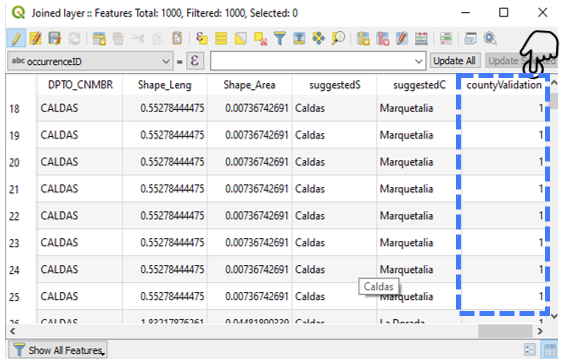 Joined layer :: Features Total: 1000, Filtered: 1000, Selected: 0
abc occurrenceID = ε Update All Update Selected
DPTO_CNMBR Shape_Leng Shape_Area suggestedS suggestedC countyValidation
18 CALDAS 0.55278444475 0.00736742691 Caldas Marquetalia 1
19 CALDAS 0.55278444475 0.00736742691 Caldas Marquetalia 1
20 CALDAS 0.55278444475 0.00736742691 Caldas Marquetalia 1
21 CALDAS 0.55278444475 0.00736742691 Caldas Marquetalia 1
22 CALDAS 0.55278444475 0.00736742691 Caldas Marquetalia 1
23 CALDAS 0.55278444475 0.00736742691 Caldas Marquetalia 1
24 CALDAS 0.55278444475 0.00736742691 Caldas Marquetalia 1
Caldas
25 CALDAS 0.55278444475 0.00736742691 Caldas Marquetalia 1
26 CALDAS 1.83217876261 0.04481890039 Caldas La Dorada 1
Show All Features